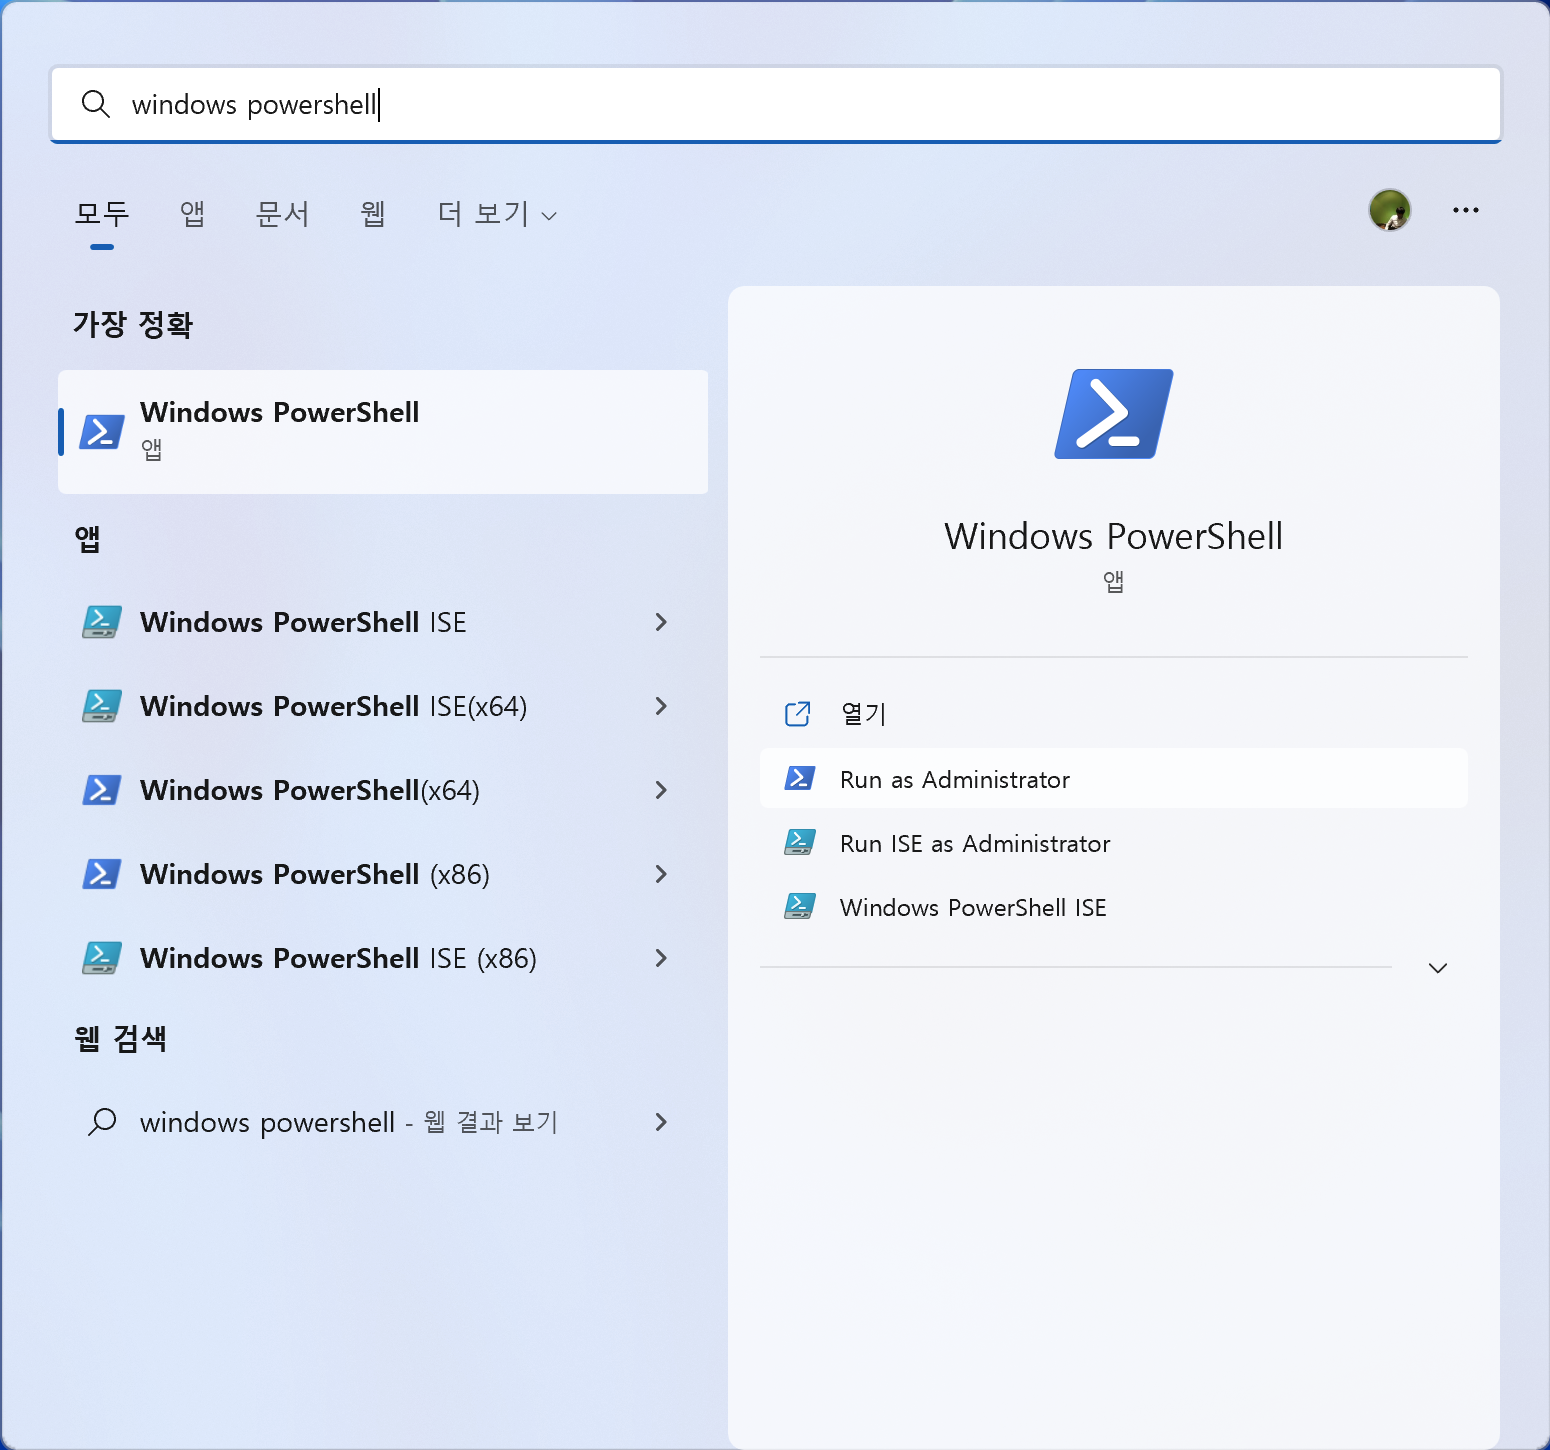 windows powershell
모두 앱 문서 웹 더 보기
가장 정확
Windows PowerShell
앱
앱
Windows PowerShell ISE
Windows PowerShell ISE(x64)
Windows PowerShell(x64)
Windows PowerShell (x86)
Windows PowerShell ISE (x86)
웹 검색
windows powershell - 웹 결과 보기
Windows PowerShell
앱
열기
Run as Administrator
Run ISE as Administrator
Windows PowerShell ISE